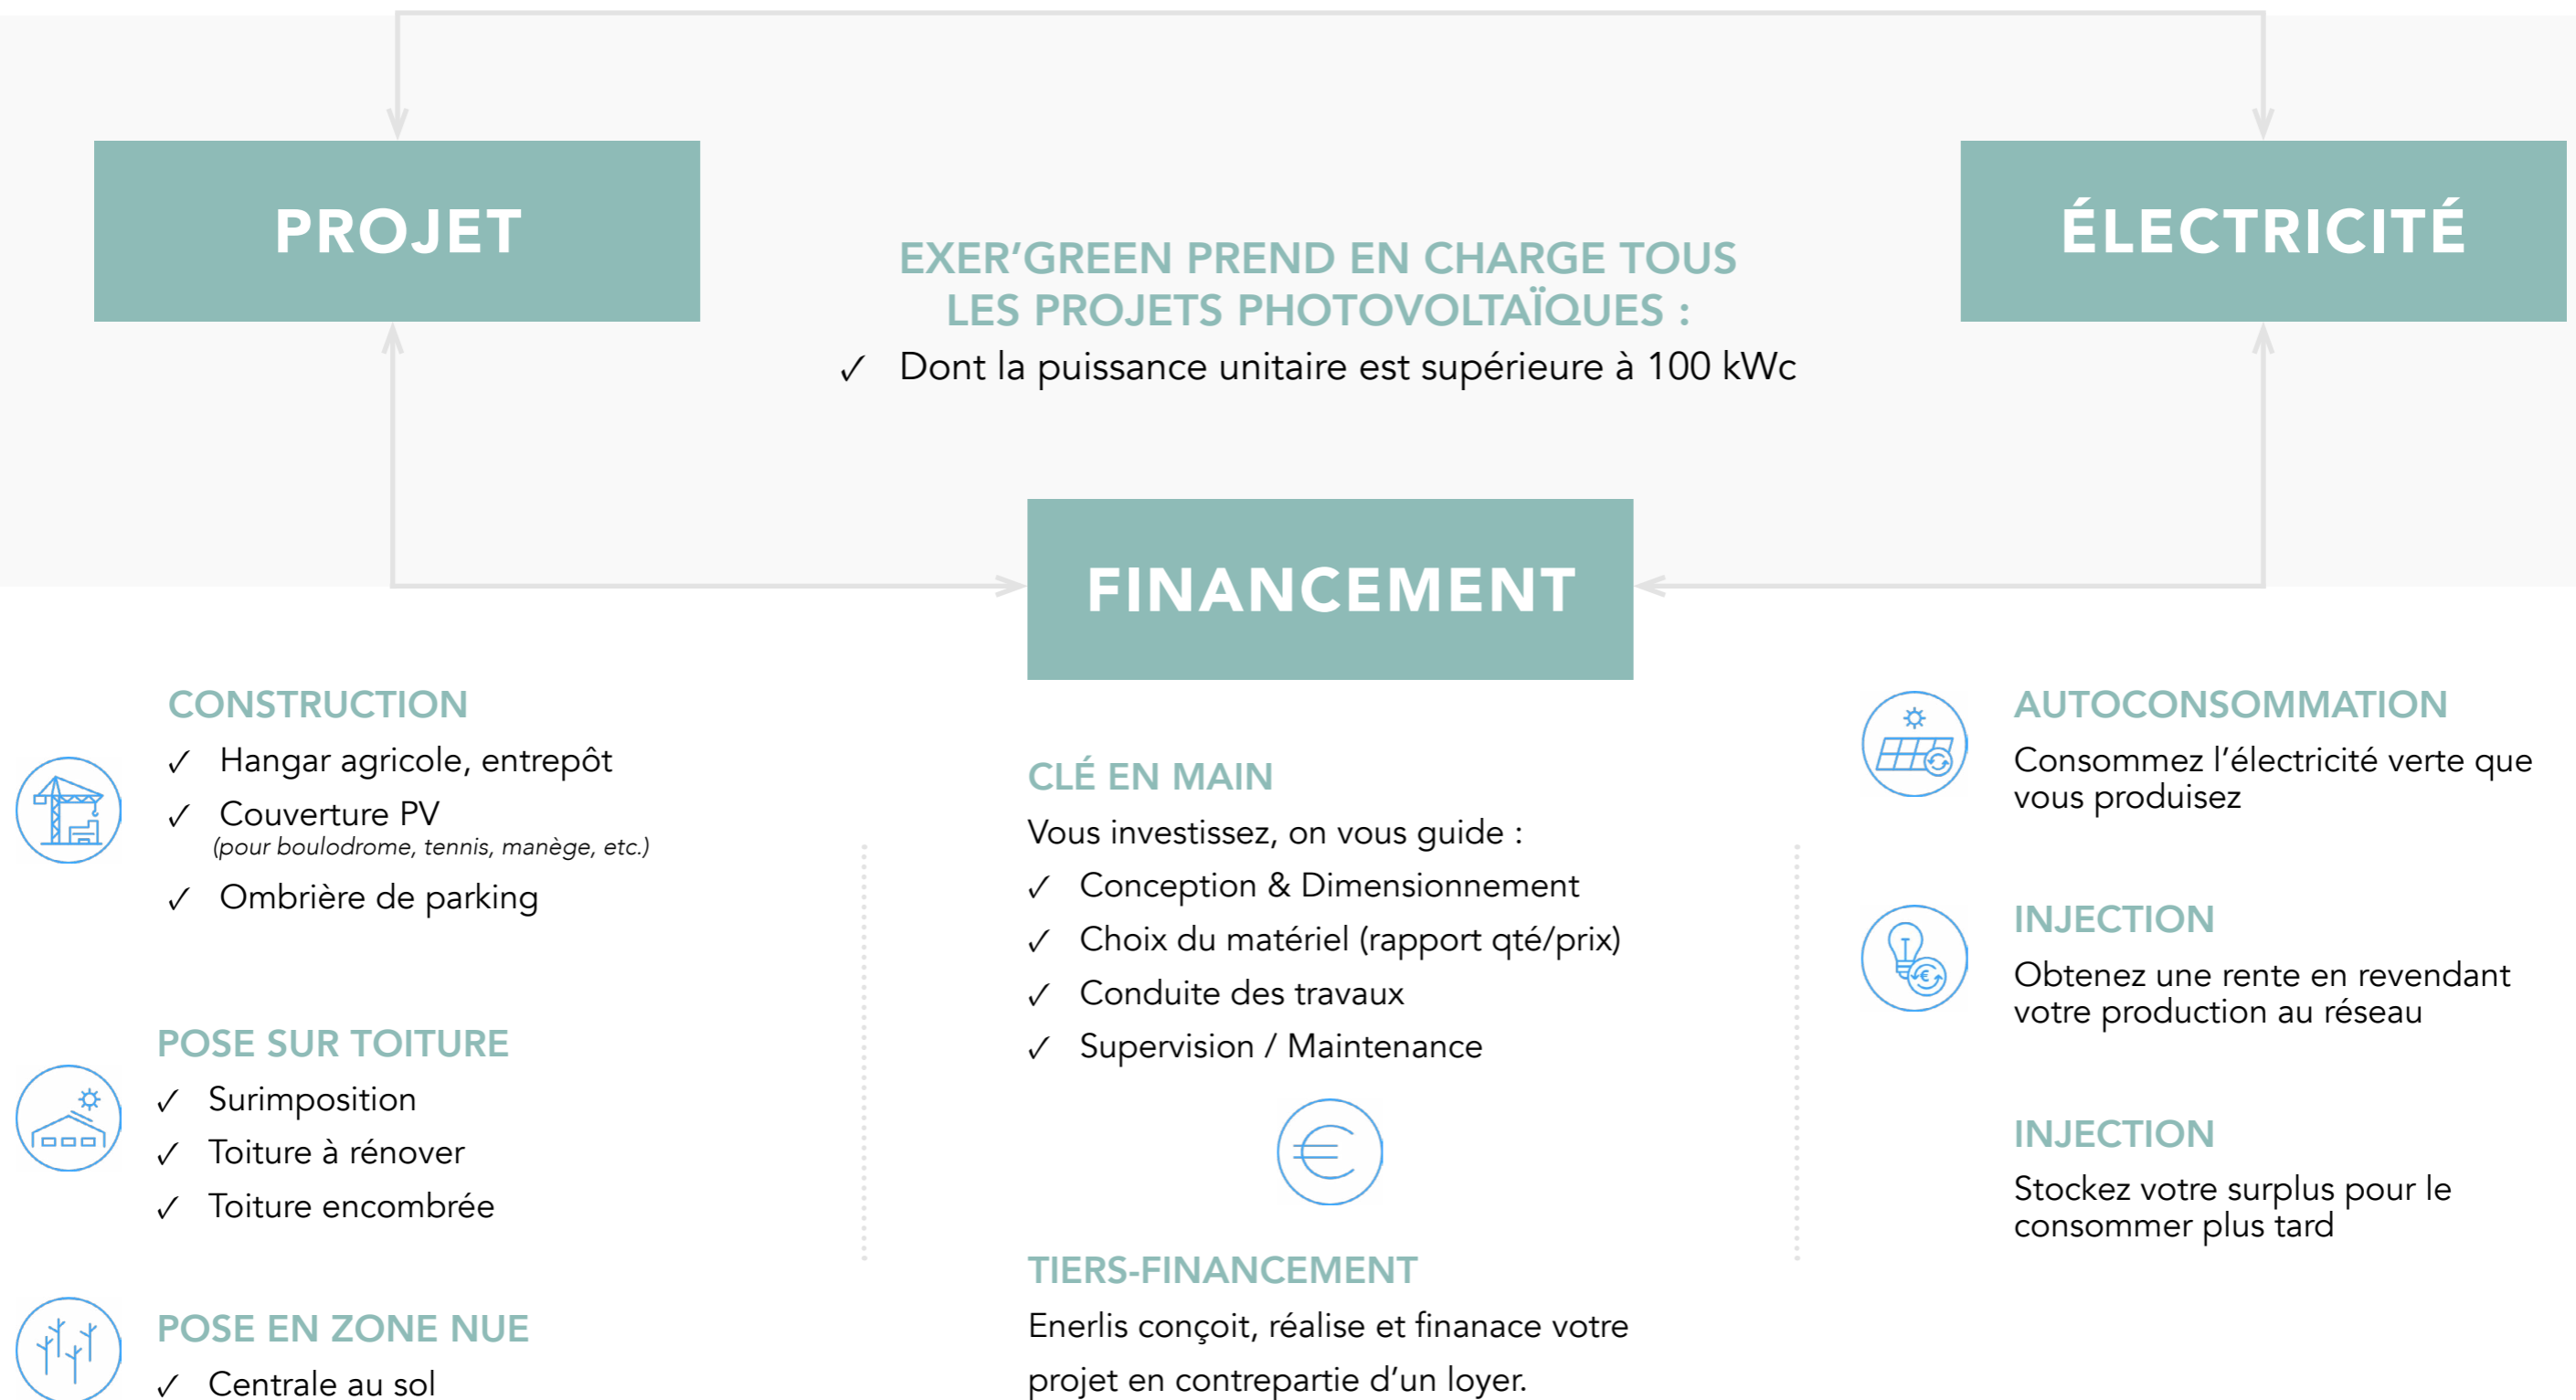 PROJET
ÉLECTRICITÉ
EXER’GREEN PREND EN CHARGE TOUS
LES PROJETS PHOTOVOLTAÏQUES :
✓ Dont la puissance unitaire est supérieure à 100 kWc
FINANCEMENT
CONSTRUCTION
✓ Hangar agricole, entrepôt
✓ Couverture PV
(pour boulodrome, tennis, manège, etc.)
✓ Ombrière de parking
POSE SUR TOITURE
✓ Surimposition
✓ Toiture à rénover
✓ Toiture encombrée
POSE EN ZONE NUE
✓ Centrale au sol
CLÉ EN MAIN
Vous investissez, on vous guide :
✓ Conception & Dimensionnement
✓ Choix du matériel (rapport qté/prix)
✓ Conduite des travaux
✓ Supervision / Maintenance
TIERS-FINANCEMENT
Enerlis conçoit, réalise et finanace votre
projet en contrepartie d’un loyer.
AUTOCONSOMMATION
Consommez l’électricité verte que
vous produisez
INJECTION
Obtenez une rente en revendant
votre production au réseau
INJECTION
Stockez votre surplus pour le
consommer plus tard